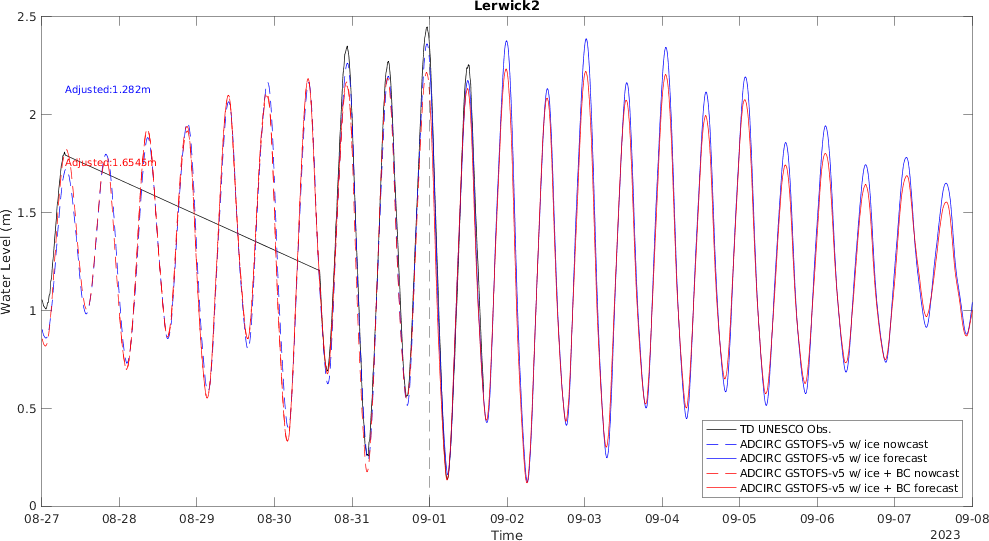 Lerwick2
2.5
2
1.5
1
0.5
0
Water Level (m)
Adjusted:1.282m
Adjusted:1.6545m
TD UNESCO Obs.
ADCIRC GSTOFS-v5 w/ ice nowcast
ADCIRC GSTOFS-v5 w/ ice forecast
ADCIRC GSTOFS-v5 w/ ice + BC nowcast
ADCIRC GSTOFS-v5 w/ ice + BC forecast
08-27 08-28 08-29 08-30 08-31 09-01 09-02 09-03 09-04 09-05 09-06 09-07 09-08
Time
2023